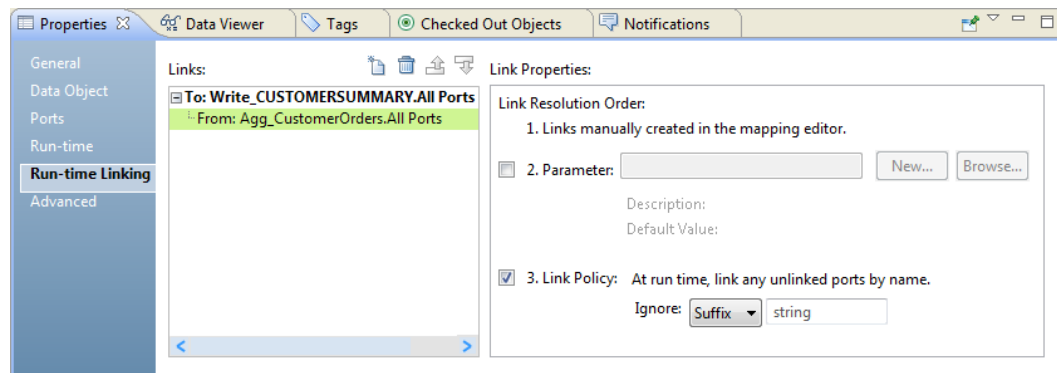 Properties Data Viewer Tags Checked Out Objects Notifications
General
Data Object
Ports
Run-time
Run-time Linking
Advanced
Links:
To: Write_CUSTOMERSUMMARY.All Ports
From: Agg_CustomerOrders.All Ports
Link Properties:
Link Resolution Order:
1. Links manually created in the mapping editor.
2. Parameter: New... Browse...
Description:
Default Value:
3. Link Policy: At run time, link any unlinked ports by name.
Ignore: Suffix string